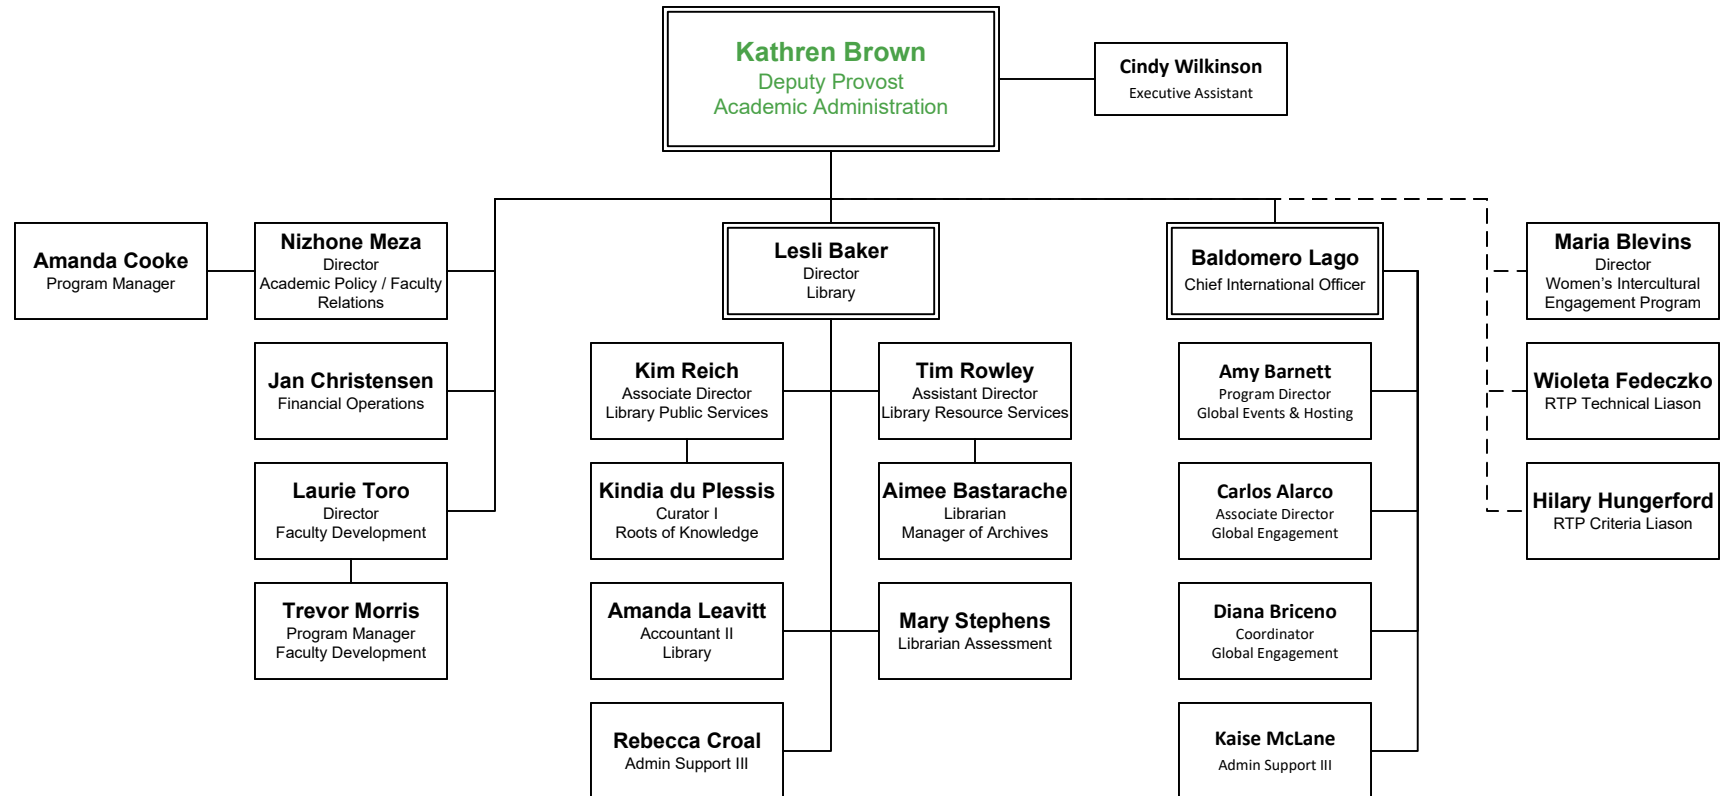 Kathren Brown
Deputy Provost
Academic Administration
Cindy Wilkinson
Executive Assistant
Amanda Cooke
Program Manager
Nizhone Meza
Director
Academic Policy / Faculty
Relations
Jan Christensen
Financial Operations
Laurie Toro
Director
Faculty Development
Trevor Morris
Program Manager
Faculty Development
Lesli Baker
Director
Library
Kim Reich
Associate Director
Library Public Services
Tim Rowley
Assistant Director
Library Resource Services
Kindia du Plessis
Curator I
Roots of Knowledge
Aimee Bastarache
Librarian
Manager of Archives
Amanda Leavitt
Accountant II
Library
Mary Stephens
Librarian Assessment
Rebecca Croal
Admin Support III
Baldomero Lago
Chief International Officer
Amy Barnett
Program Director
Global Events & Hosting
Carlos Alarco
Associate Director
Global Engagement
Diana Briceno
Coordinator
Global Engagement
Kaise McLane
Admin Support III
Maria Blevins
Director
Women’s Intercultural
Engagement Program
Wioleta Fedeczko
RTP Technical Liason
Hilary Hungerford
RTP Criteria Liason